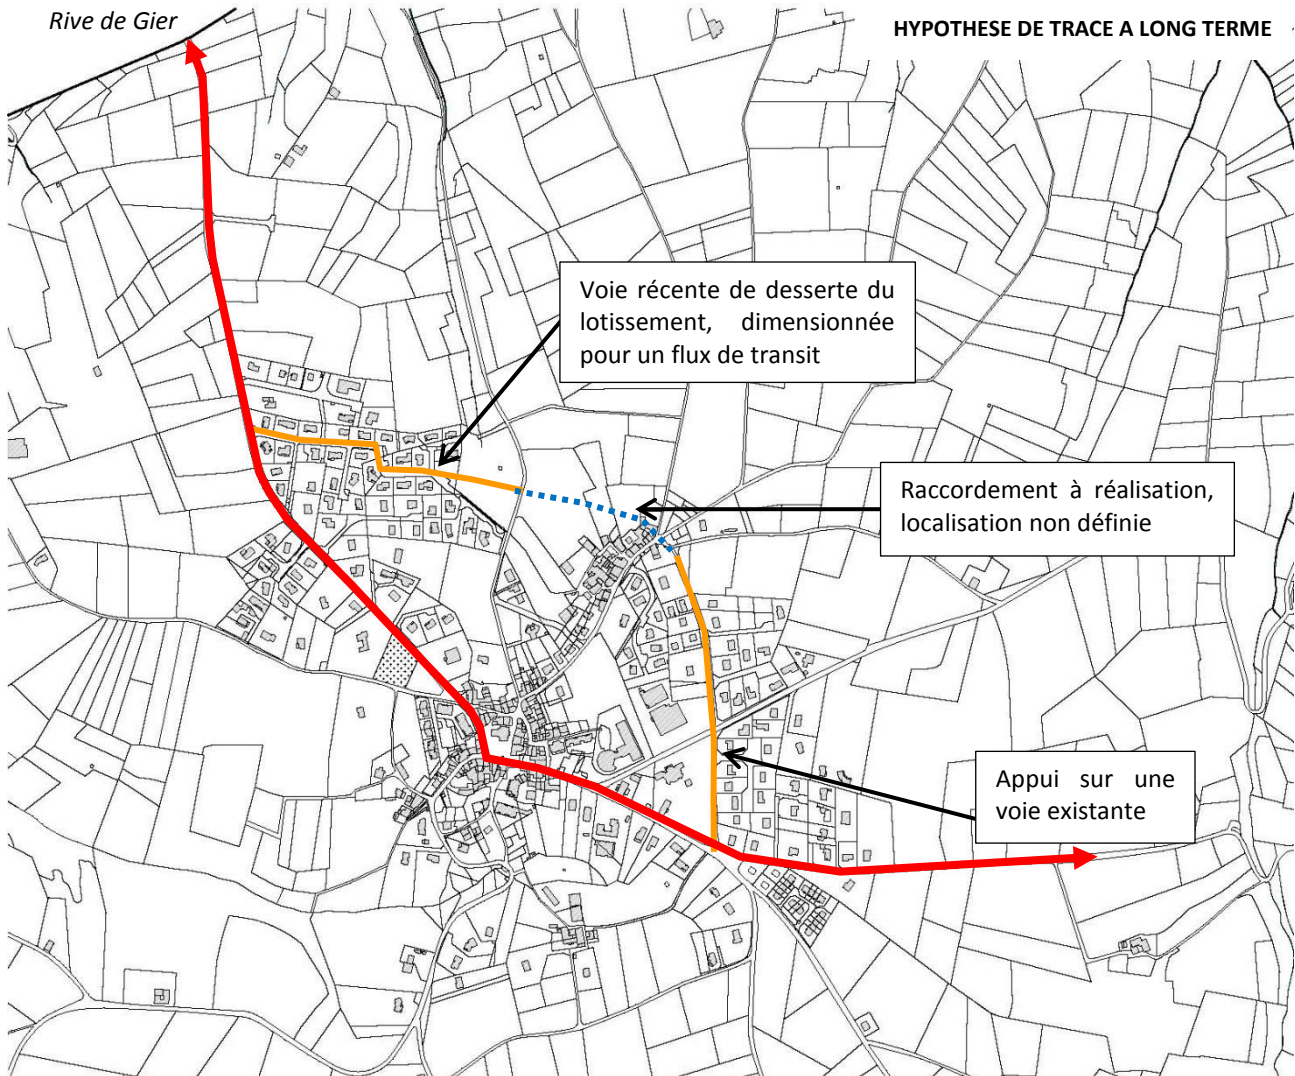 Rive de Gier
HYPOTHESE DE TRACE A LONG TERME
Voie récente de desserte du
lotissement, dimensionnée
pour un flux de transit
Raccordement à réalisation,
localisation non définie
Appui sur une
voie existante